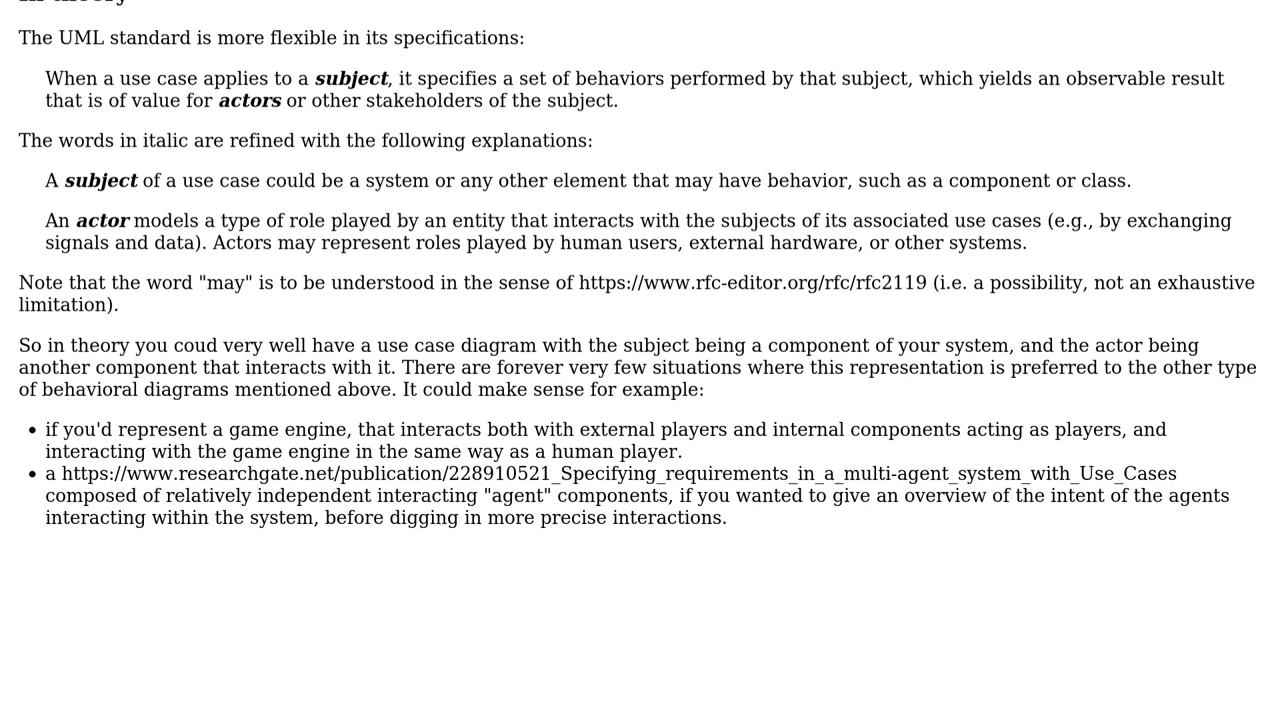 The UML standard is more flexible in its specifications:
When a use case applies to a subject, it specifies a set of behaviors performed by that subject, which yields an observable result
that is of value for actors or other stakeholders of the subject.
The words in italic are refined with the following explanations:
A subject of a use case could be a system or any other element that may have behavior, such as a component or class.
An actor models a type of role played by an entity that interacts with the subjects of its associated use cases (e.g., by exchanging
signals and data). Actors may represent roles played by human users, external hardware, or other systems.
Note that the word "may" is to be understood in the sense of https://www.rfc-editor.org/rfc/rfc2119 (i.e. a possibility, not an exhaustive
limitation).
So in theory you coud very well have a use case diagram with the subject being a component of your system, and the actor being
another component that interacts with it. There are forever very few situations where this representation is preferred to the other type
of behavioral diagrams mentioned above. It could make sense for example:
• if you'd represent a game engine, that interacts both with external players and internal components acting as players, and
interacting with the game engine in the same way as a human player.
• a https://www.researchgate.net/publication/228910521_Specifying_requirements_in_a_multi-agent_system_with_Use_Cases
composed of relatively independent interacting "agent" components, if you wanted to give an overview of the intent of the agents
interacting within the system, before digging in more precise interactions.